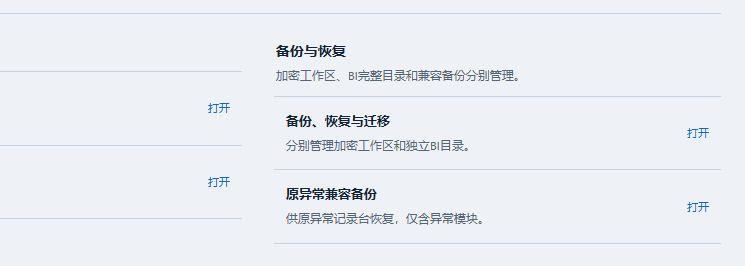 备份与恢复
加密工作区、BI完整目录和兼容备份分别管理。
打开
备份、恢复与迁移
打开
分别管理加密工作区和独立BI目录。
打开
原异常兼容备份
打开
供原异常记录台恢复，仅含异常模块。